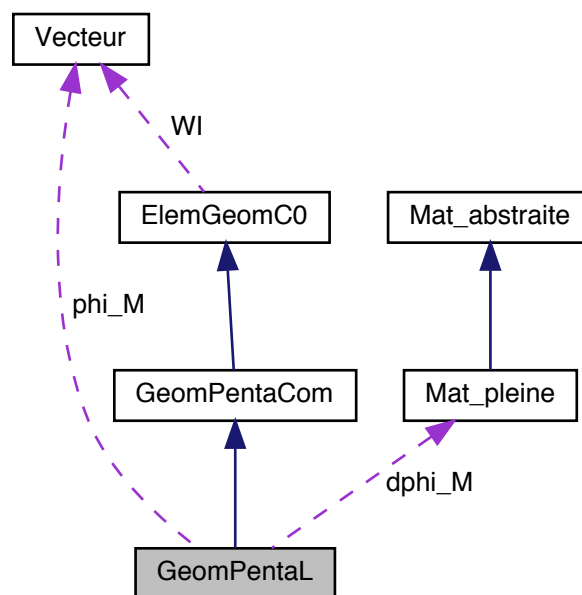 Vecteur
WI
ElemGeomC0
Mat_abstraite
phi_M
GeomPentaCom
Mat_pleine
dphi_M
GeomPentaL